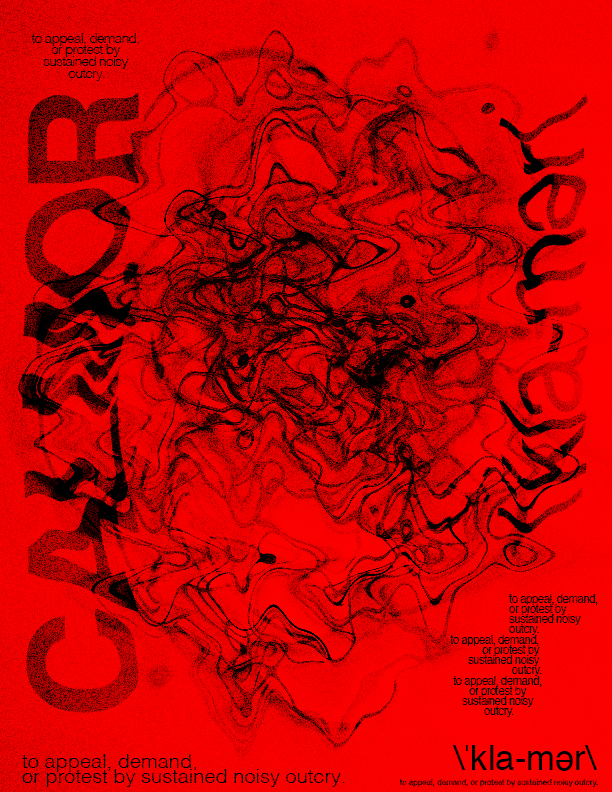 to appeal, demand,
or protest by
sustained noisy
outcry.
CLAMOR
\'kla-mər\
to appeal, demand,
or protest by
sustained noisy
outcry.
to appeal, demand,
or protest by
sustained noisy
outcry.
to appeal, demand,
or protest by
sustained noisy
outcry.
to appeal, demand,
or protest by sustained noisy outcry.
\'kla-mər\
to appeal, demand, or protest by sustained noisy outcry.